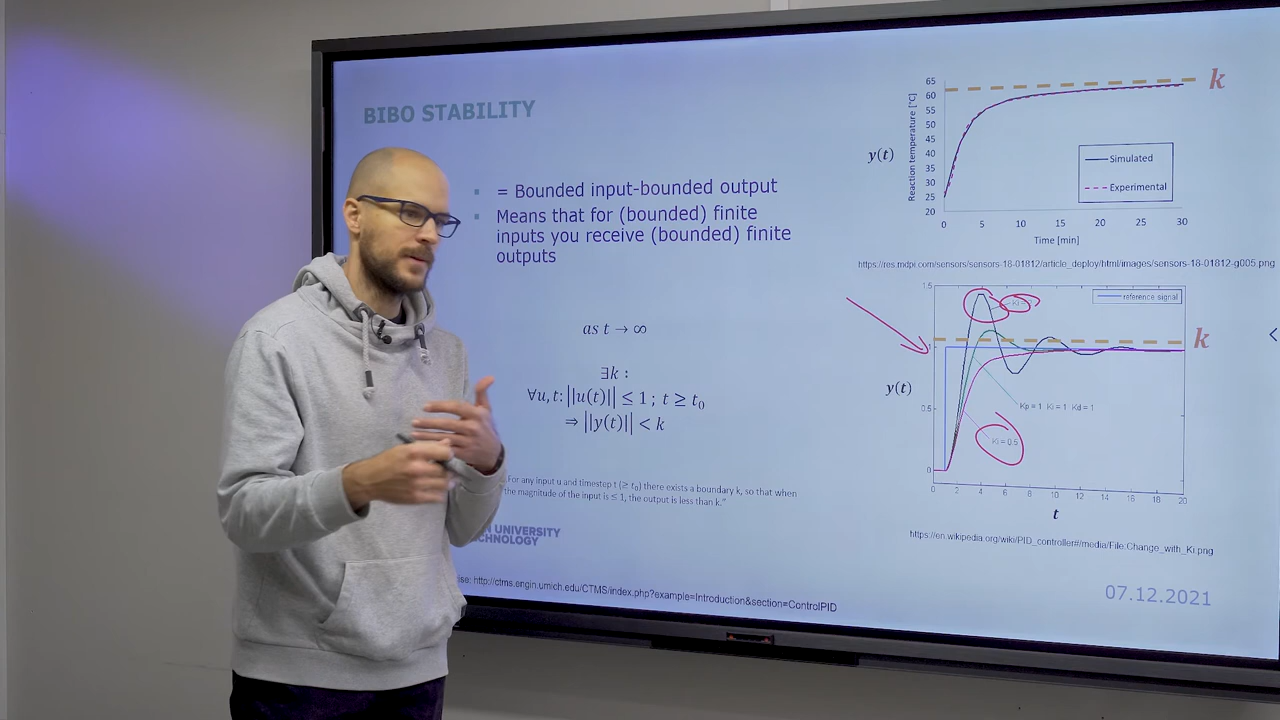 BIBO STABILITY
= Bounded input-bounded output
Means that for (bounded) finite
inputs you receive (bounded) finite
outputs
as t → ∞
∃k :
∀u, t: ||u(t)|| ≤ 1 ; t ≥ t₀
⇒ ||y(t)|| < k
For any input u and timestep t (≥ t₀) there exists a boundary k, so that when
the magnitude of the input is ≤ 1, the output is less than k."
UNIVERSITY
http://ctms.engin.umich.edu/CTMS/index.php?example=Introduction&section=ControlPID
k
y(t)
Reaction temperature [°C]
65
60
55
50
45
40
35
30
25
20
Simulated
Experimental
0 5 10 15 20 25 30
Time [min]
https://res.mdpi.com/sensors/sensors-18-01812/article_deploy/html/images/sensors-18-01812-g005.png
1.5
1
0.5
0
reference signal
k
y(t)
Kp = 1 Ki = 1 Kd = 1
Ki = 0.5
0 2 4 6 8 10 12 14 16 18 20
t
https://en.wikipedia.org/wiki/PID_controller#/media/File:Change_with_Ki.png
07.12.2021
<